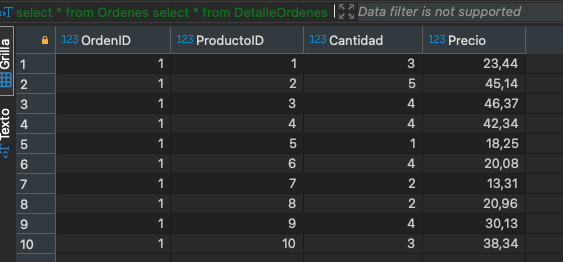 select * from Ordenes select * from DetalleOrdenes Data filter is not supported
Grilla
Texto
123 OrdenID 123 ProductoID 123 Cantidad 123 Precio
1 1 1 3 23,44
2 1 2 5 45,14
3 1 3 4 46,37
4 1 4 4 42,34
5 1 5 1 18,25
6 1 6 4 20,08
7 1 7 2 13,31
8 1 8 2 20,96
9 1 9 4 30,13
10 1 10 3 38,34